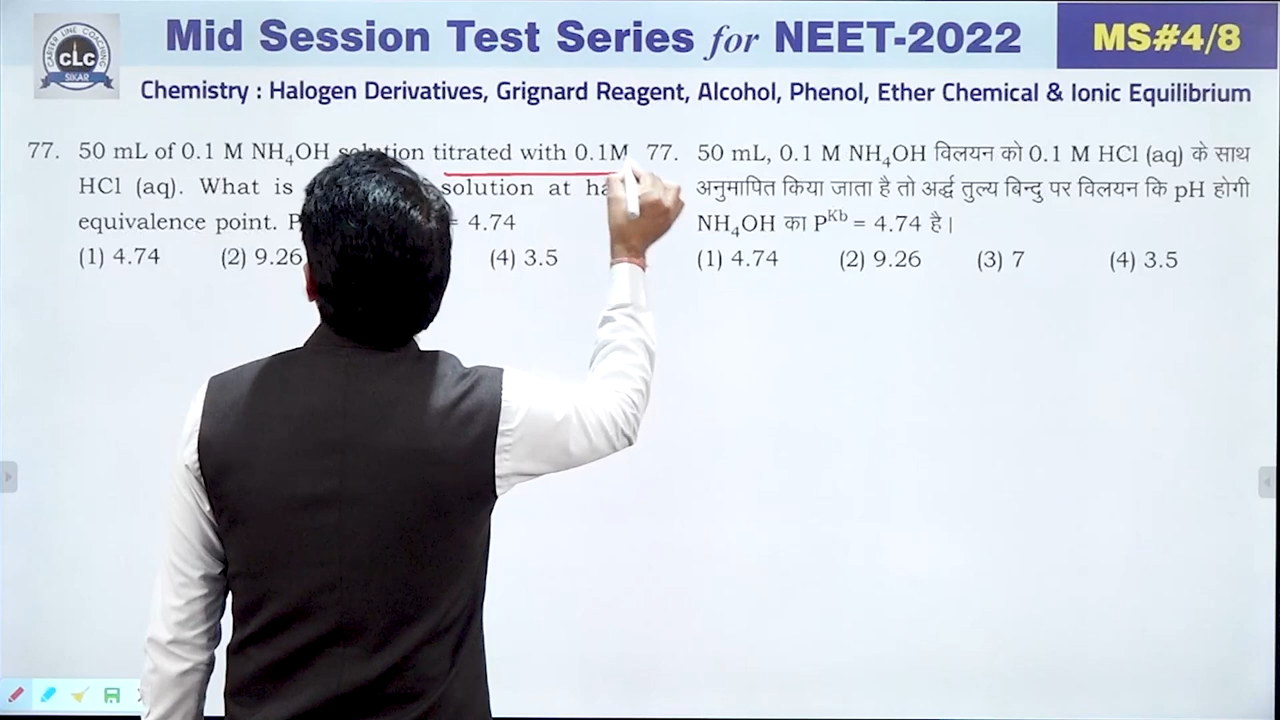 Mid Session Test Series for NEET-2022
MS#4/8
CLC
SIKAR
Chemistry : Halogen Derivatives, Grignard Reagent, Alcohol, Phenol, Ether Chemical & Ionic Equilibrium
77. 50 mL of 0.1 M NH₄OH solution titrated with 0.1M
HCl (aq). What is solution at ha
equivalence point. P = 4.74
(1) 4.74 (2) 9.26 (4) 3.5
77. 50 mL, 0.1 M NH₄OH विलयन को 0.1 M HCl (aq) के साथ
अनुमापित किया जाता है तो अर्द्ध तुल्य बिन्दु पर विलयन कि pH होगी
NH₄OH का Pᴷᵇ = 4.74 है।
(1) 4.74 (2) 9.26 (3) 7 (4) 3.5